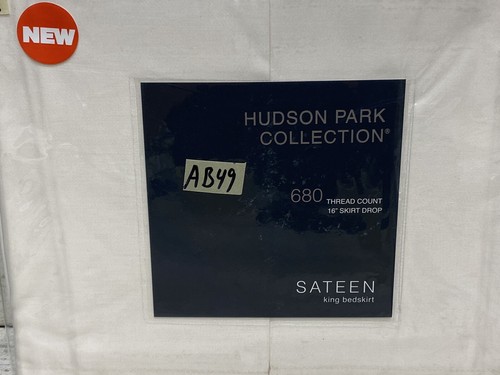 NEW
HUDSON PARK
COLLECTION®
AB49
680 THREAD COUNT
16" SKIRT DROP
SATEEN
king bedskirt